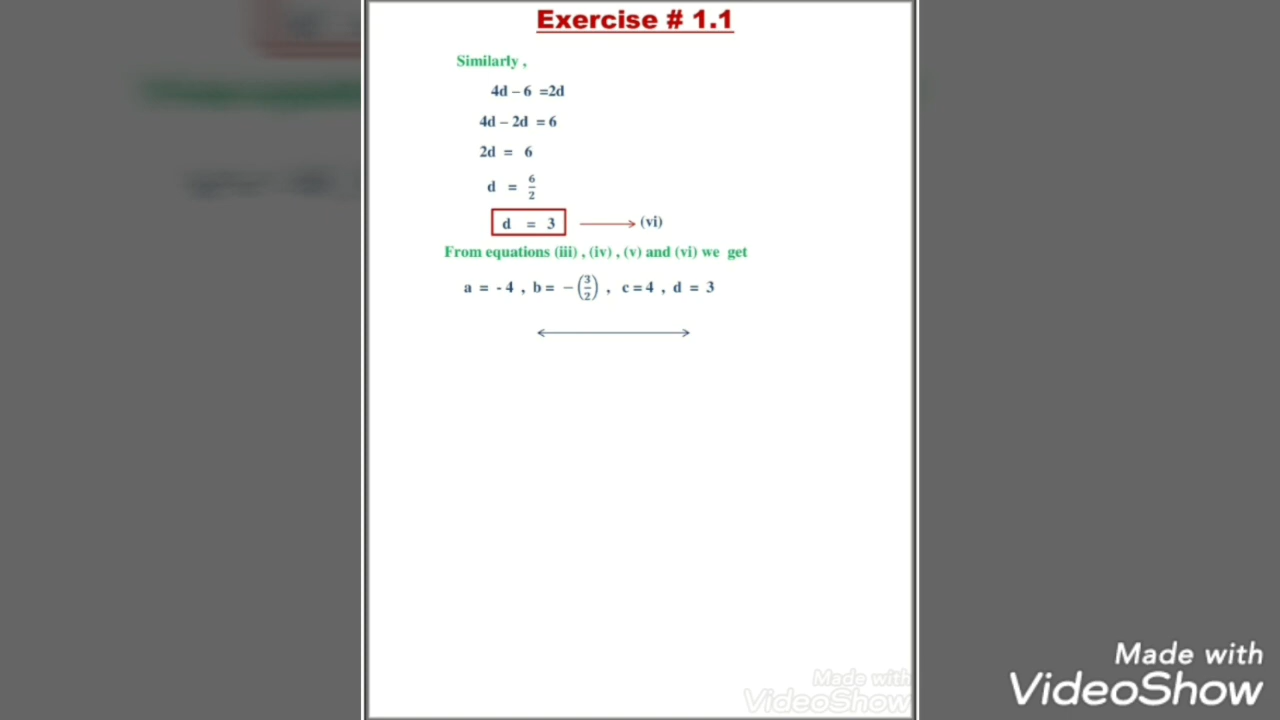 Exercise # 1.1
Similarly ,
4d – 6 =2d
4d – 2d = 6
2d = 6
d = 6/2
d = 3 ⟶ (vi)
From equations (iii) , (iv) , (v) and (vi) we get
a = - 4 , b = –(3/2) , c = 4 , d = 3
Made with
VideoShow
Made with
VideoShow